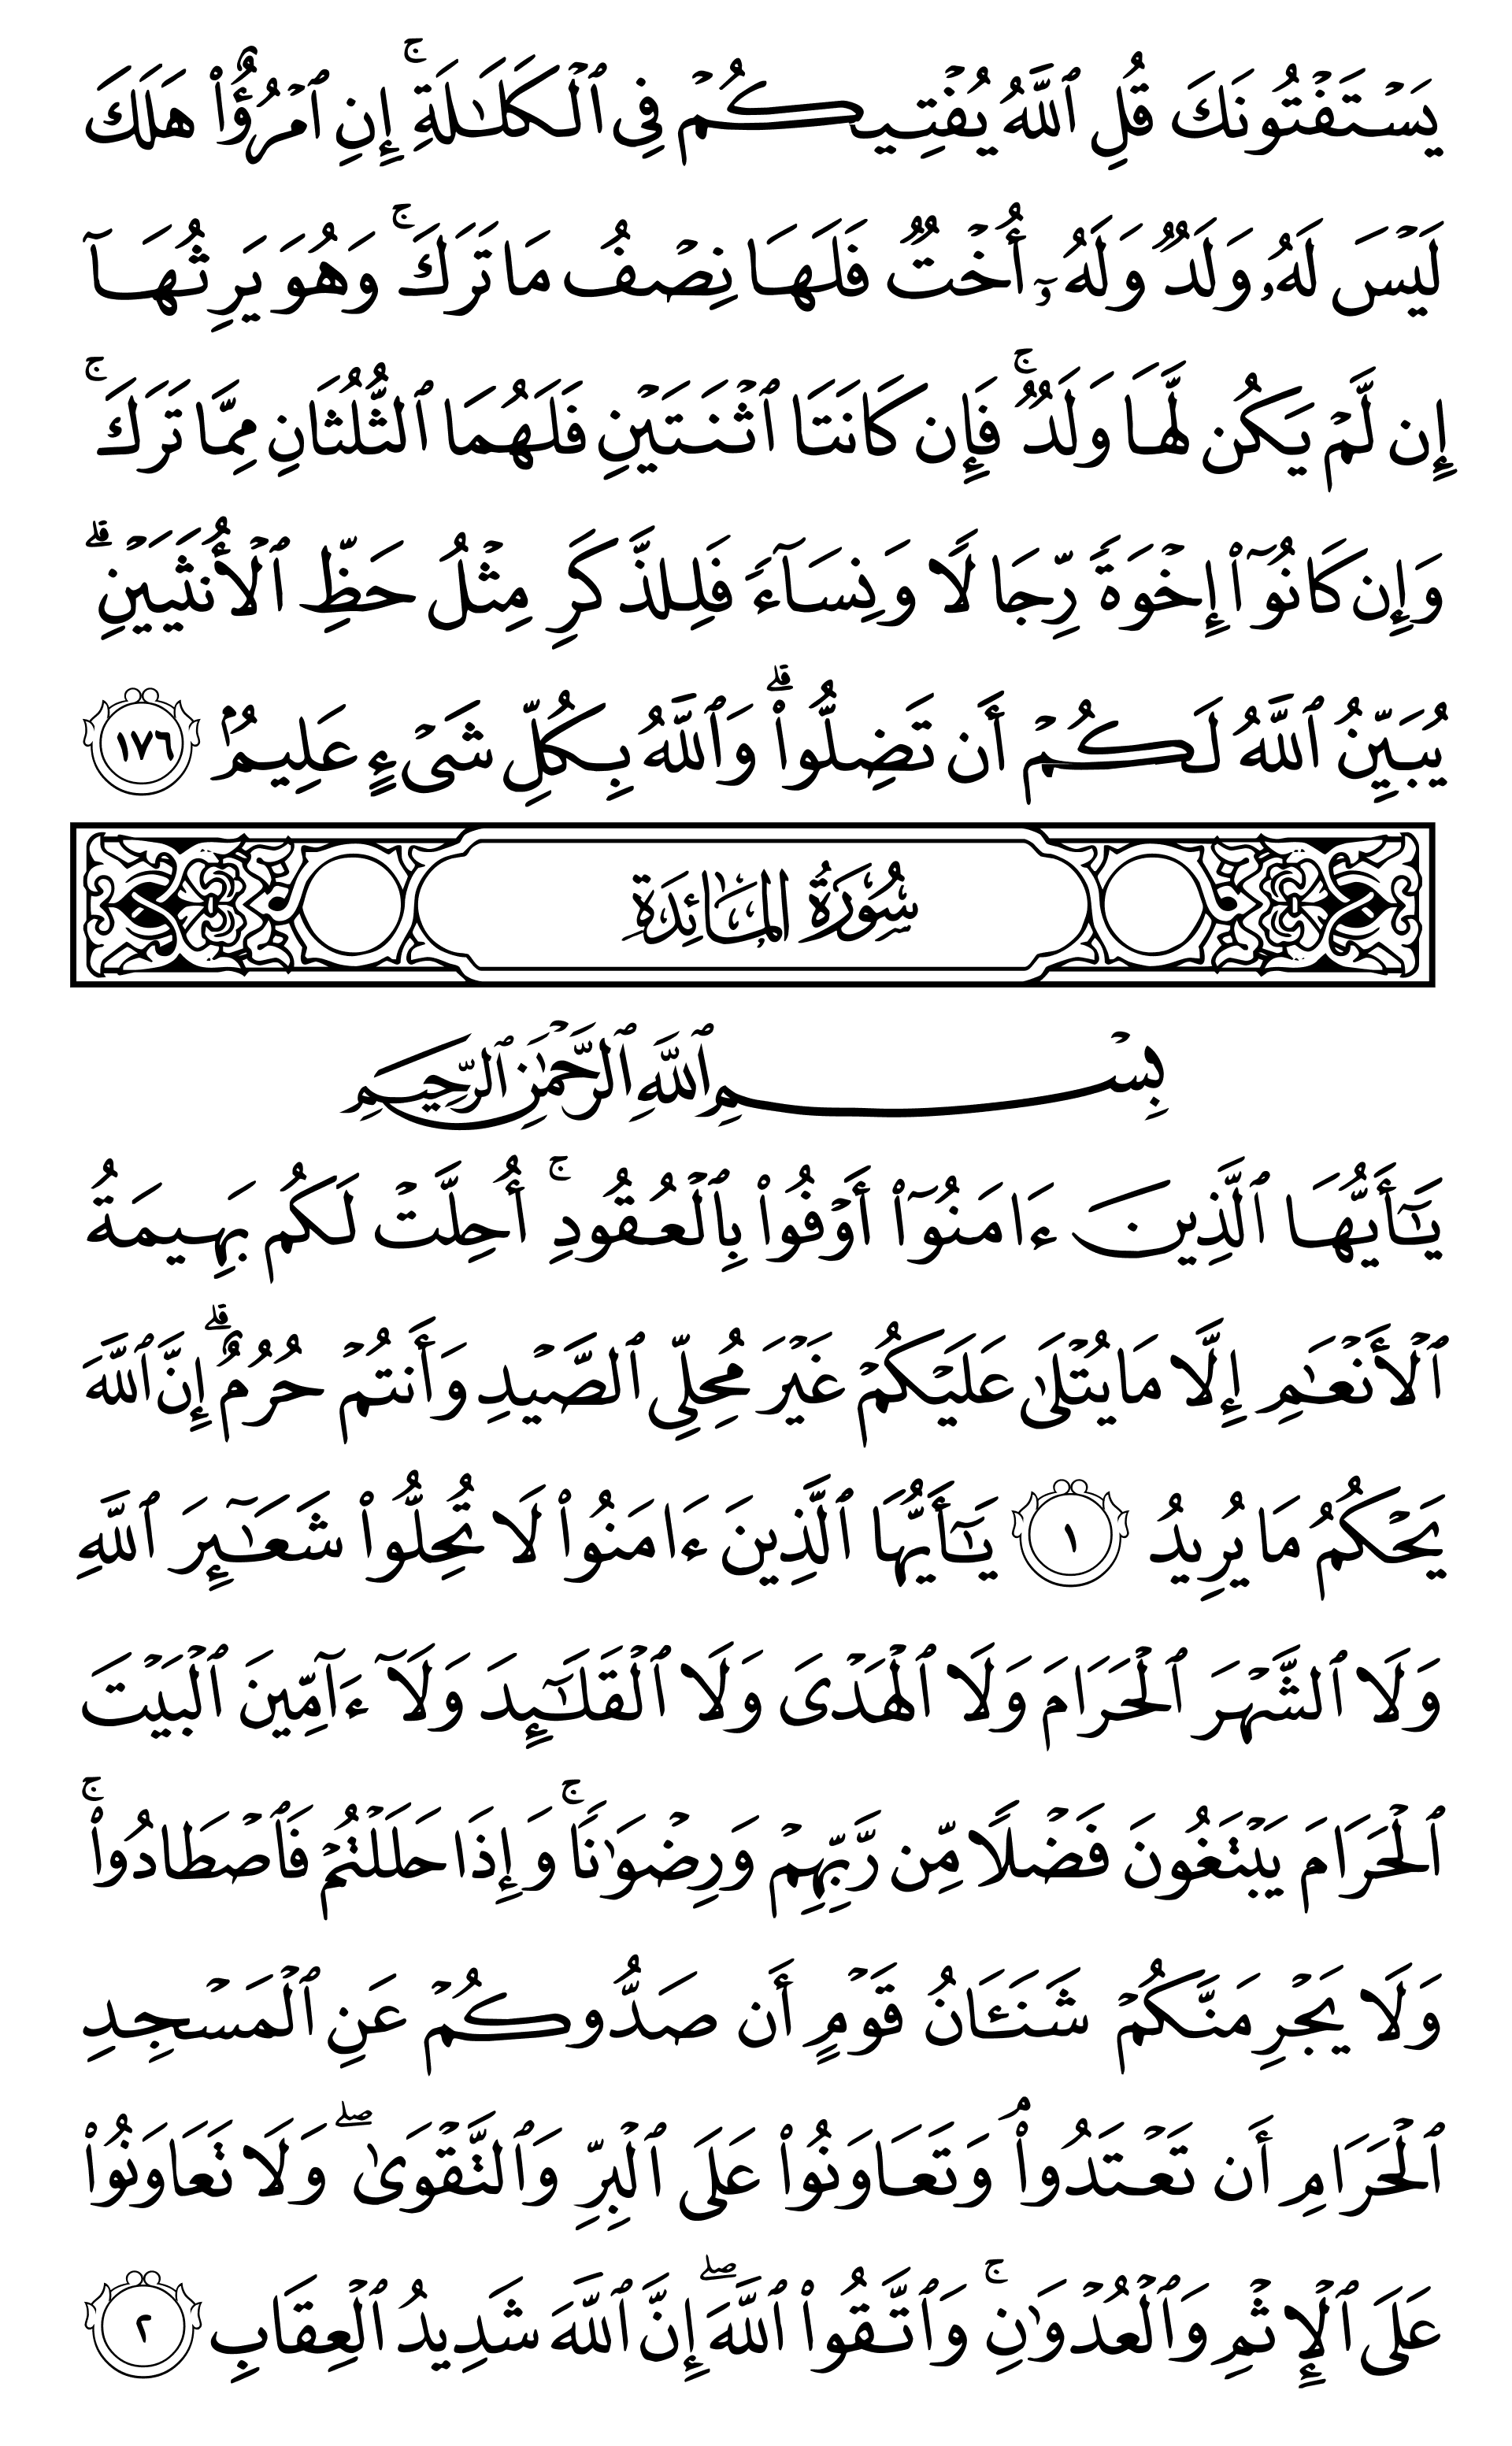 يَسۡتَفۡتُونَكَ قُلِ ٱللَّهُ يُفۡتِيكُمۡ فِي ٱلۡكَلَٰلَةِۚ إِنِ ٱمۡرُؤٌاْ هَلَكَ
لَيۡسَ لَهُۥ وَلَدٞ وَلَهُۥٓ أُخۡتٞ فَلَهَا نِصۡفُ مَا تَرَكَۚ وَهُوَ يَرِثُهَآ
إِن لَّمۡ يَكُن لَّهَا وَلَدٞۚ فَإِن كَانَتَا ٱثۡنَتَيۡنِ فَلَهُمَا ٱلثُّلُثَانِ مِمَّا تَرَكَۚ
وَإِن كَانُوٓاْ إِخۡوَةٗ رِّجَالٗا وَنِسَآءٗ فَلِلذَّكَرِ مِثۡلُ حَظِّ ٱلۡأُنثَيَيۡنِۗ
يُبَيِّنُ ٱللَّهُ لَكُمۡ أَن تَضِلُّواْۗ وَٱللَّهُ بِكُلِّ شَيۡءٍ عَلِيمُۢ ١٧٦
سُورَةُ المَائِدَةِ
بِسۡمِ ٱللَّهِ ٱلرَّحۡمَٰنِ ٱلرَّحِيمِ
يَٰٓأَيُّهَا ٱلَّذِينَ ءَامَنُوٓاْ أَوۡفُواْ بِٱلۡعُقُودِۚ أُحِلَّتۡ لَكُم بَهِيمَةُ
ٱلۡأَنۡعَٰمِ إِلَّا مَا يُتۡلَىٰ عَلَيۡكُمۡ غَيۡرَ مُحِلِّي ٱلصَّيۡدِ وَأَنتُمۡ حُرُمٌۗ إِنَّ ٱللَّهَ
يَحۡكُمُ مَا يُرِيدُ ١ يَٰٓأَيُّهَا ٱلَّذِينَ ءَامَنُواْ لَا تُحِلُّواْ شَعَٰٓئِرَ ٱللَّهِ
وَلَا ٱلشَّهۡرَ ٱلۡحَرَامَ وَلَا ٱلۡهَدۡيَ وَلَا ٱلۡقَلَٰٓئِدَ وَلَآ ءَآمِّينَ ٱلۡبَيۡتَ
ٱلۡحَرَامَ يَبۡتَغُونَ فَضۡلٗا مِّن رَّبِّهِمۡ وَرِضۡوَٰنٗاۚ وَإِذَا حَلَلۡتُمۡ فَٱصۡطَادُواْۚ
وَلَا يَجۡرِمَنَّكُمۡ شَنَـَٔانُ قَوۡمٍ أَن صَدُّوكُمۡ عَنِ ٱلۡمَسۡجِدِ
ٱلۡحَرَامِ أَن تَعۡتَدُواْۘ وَتَعَاوَنُواْ عَلَى ٱلۡبِرِّ وَٱلتَّقۡوَىٰۖ وَلَا تَعَاوَنُواْ
عَلَى ٱلۡإِثۡمِ وَٱلۡعُدۡوَٰنِۚ وَٱتَّقُواْ ٱللَّهَۖ إِنَّ ٱللَّهَ شَدِيدُ ٱلۡعِقَابِ ٢